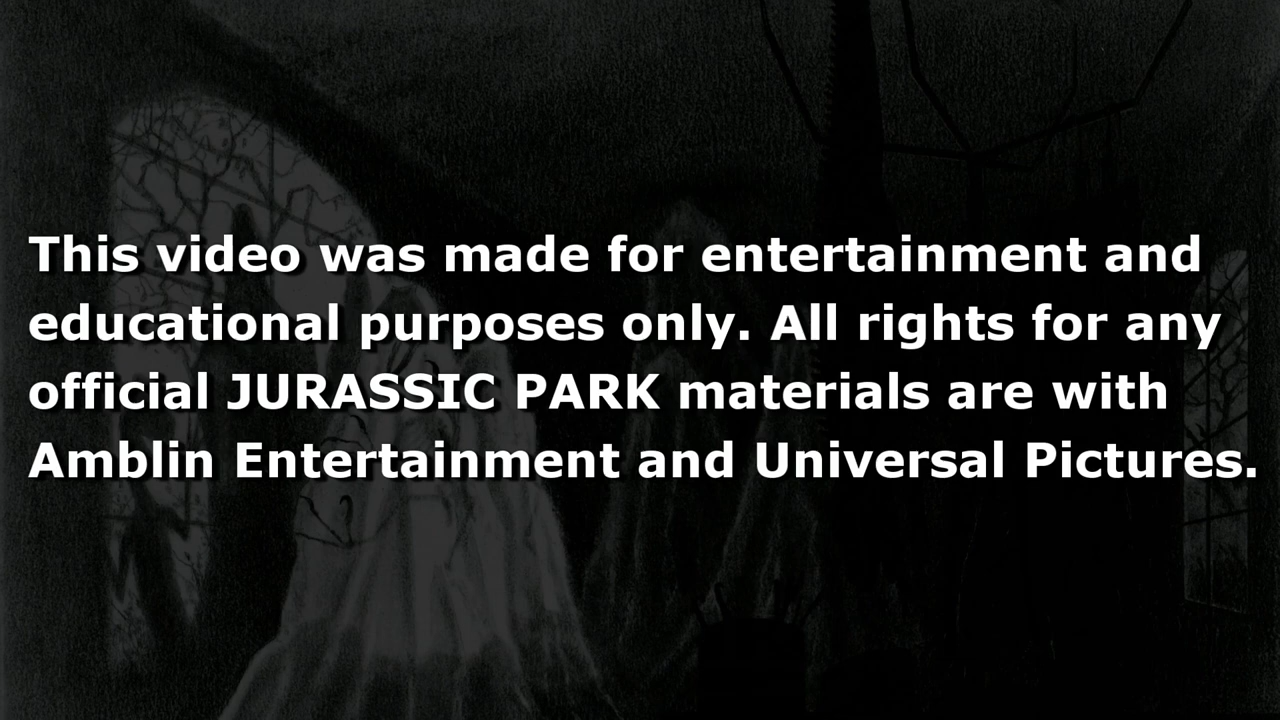 This video was made for entertainment and
educational purposes only. All rights for any
official JURASSIC PARK materials are with
Amblin Entertainment and Universal Pictures.